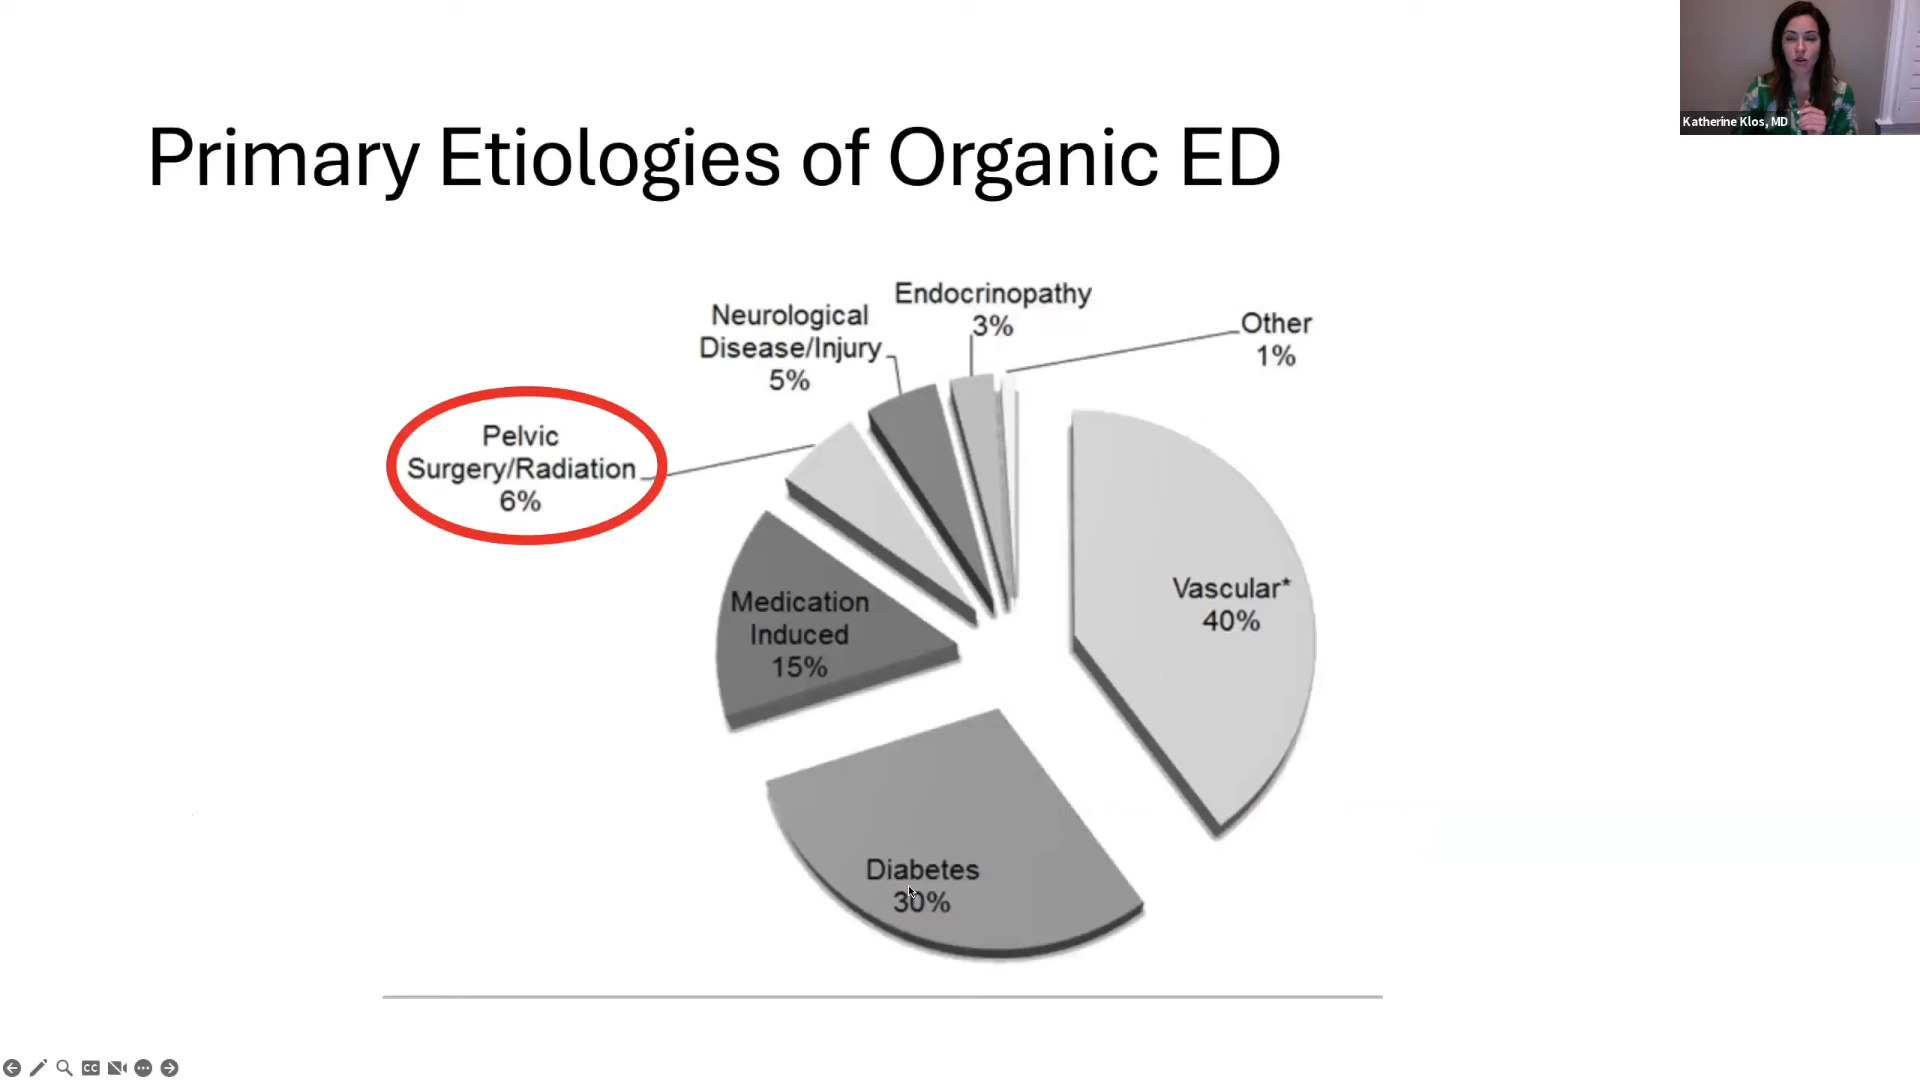 Katherine Klos, MD
Primary Etiologies of Organic ED
Endocrinopathy
3%
Neurological
Disease/Injury
5%
Other
1%
Pelvic
Surgery/Radiation
6%
Vascular*
40%
Medication
Induced
15%
Diabetes
30%
CC